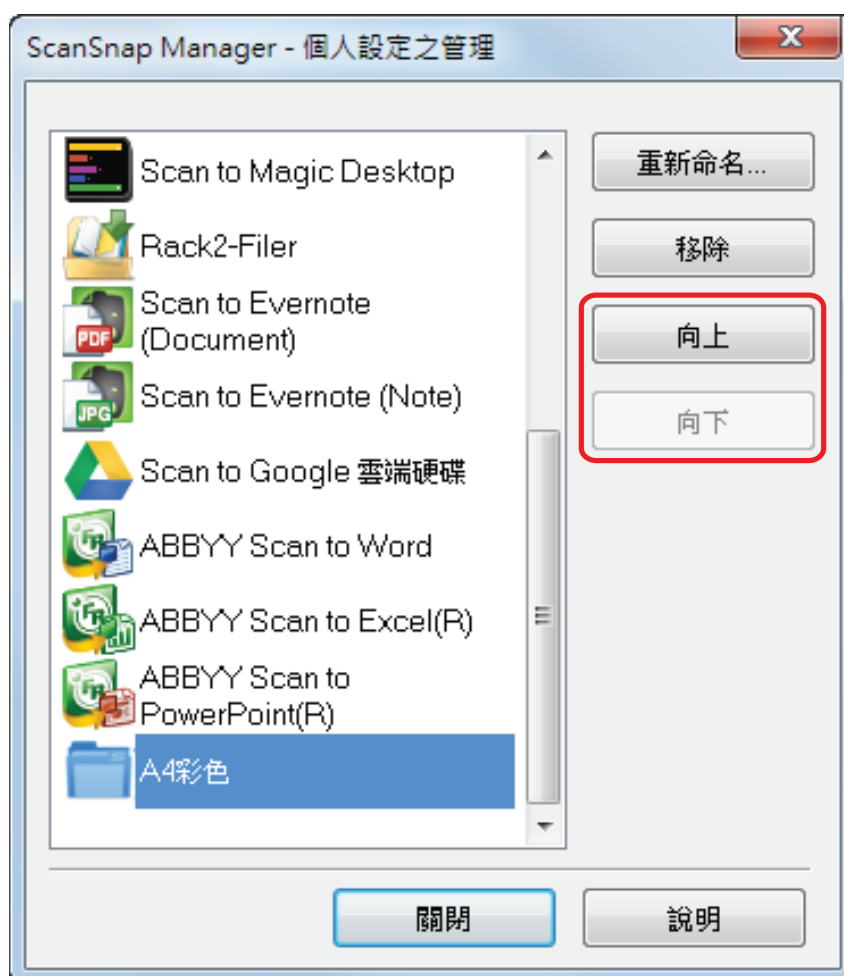 ScanSnap Manager - 個人設定之管理
Scan to Magic Desktop
重新命名...
Rack2-Filer
移除
Scan to Evernote
(Document)
PDF
向上
Scan to Evernote (Note)
JPG
向下
Scan to Google 雲端硬碟
ABBYY Scan to Word
ABBYY Scan to Excel(R)
ABBYY Scan to
PowerPoint(R)
A4彩色
關閉
說明